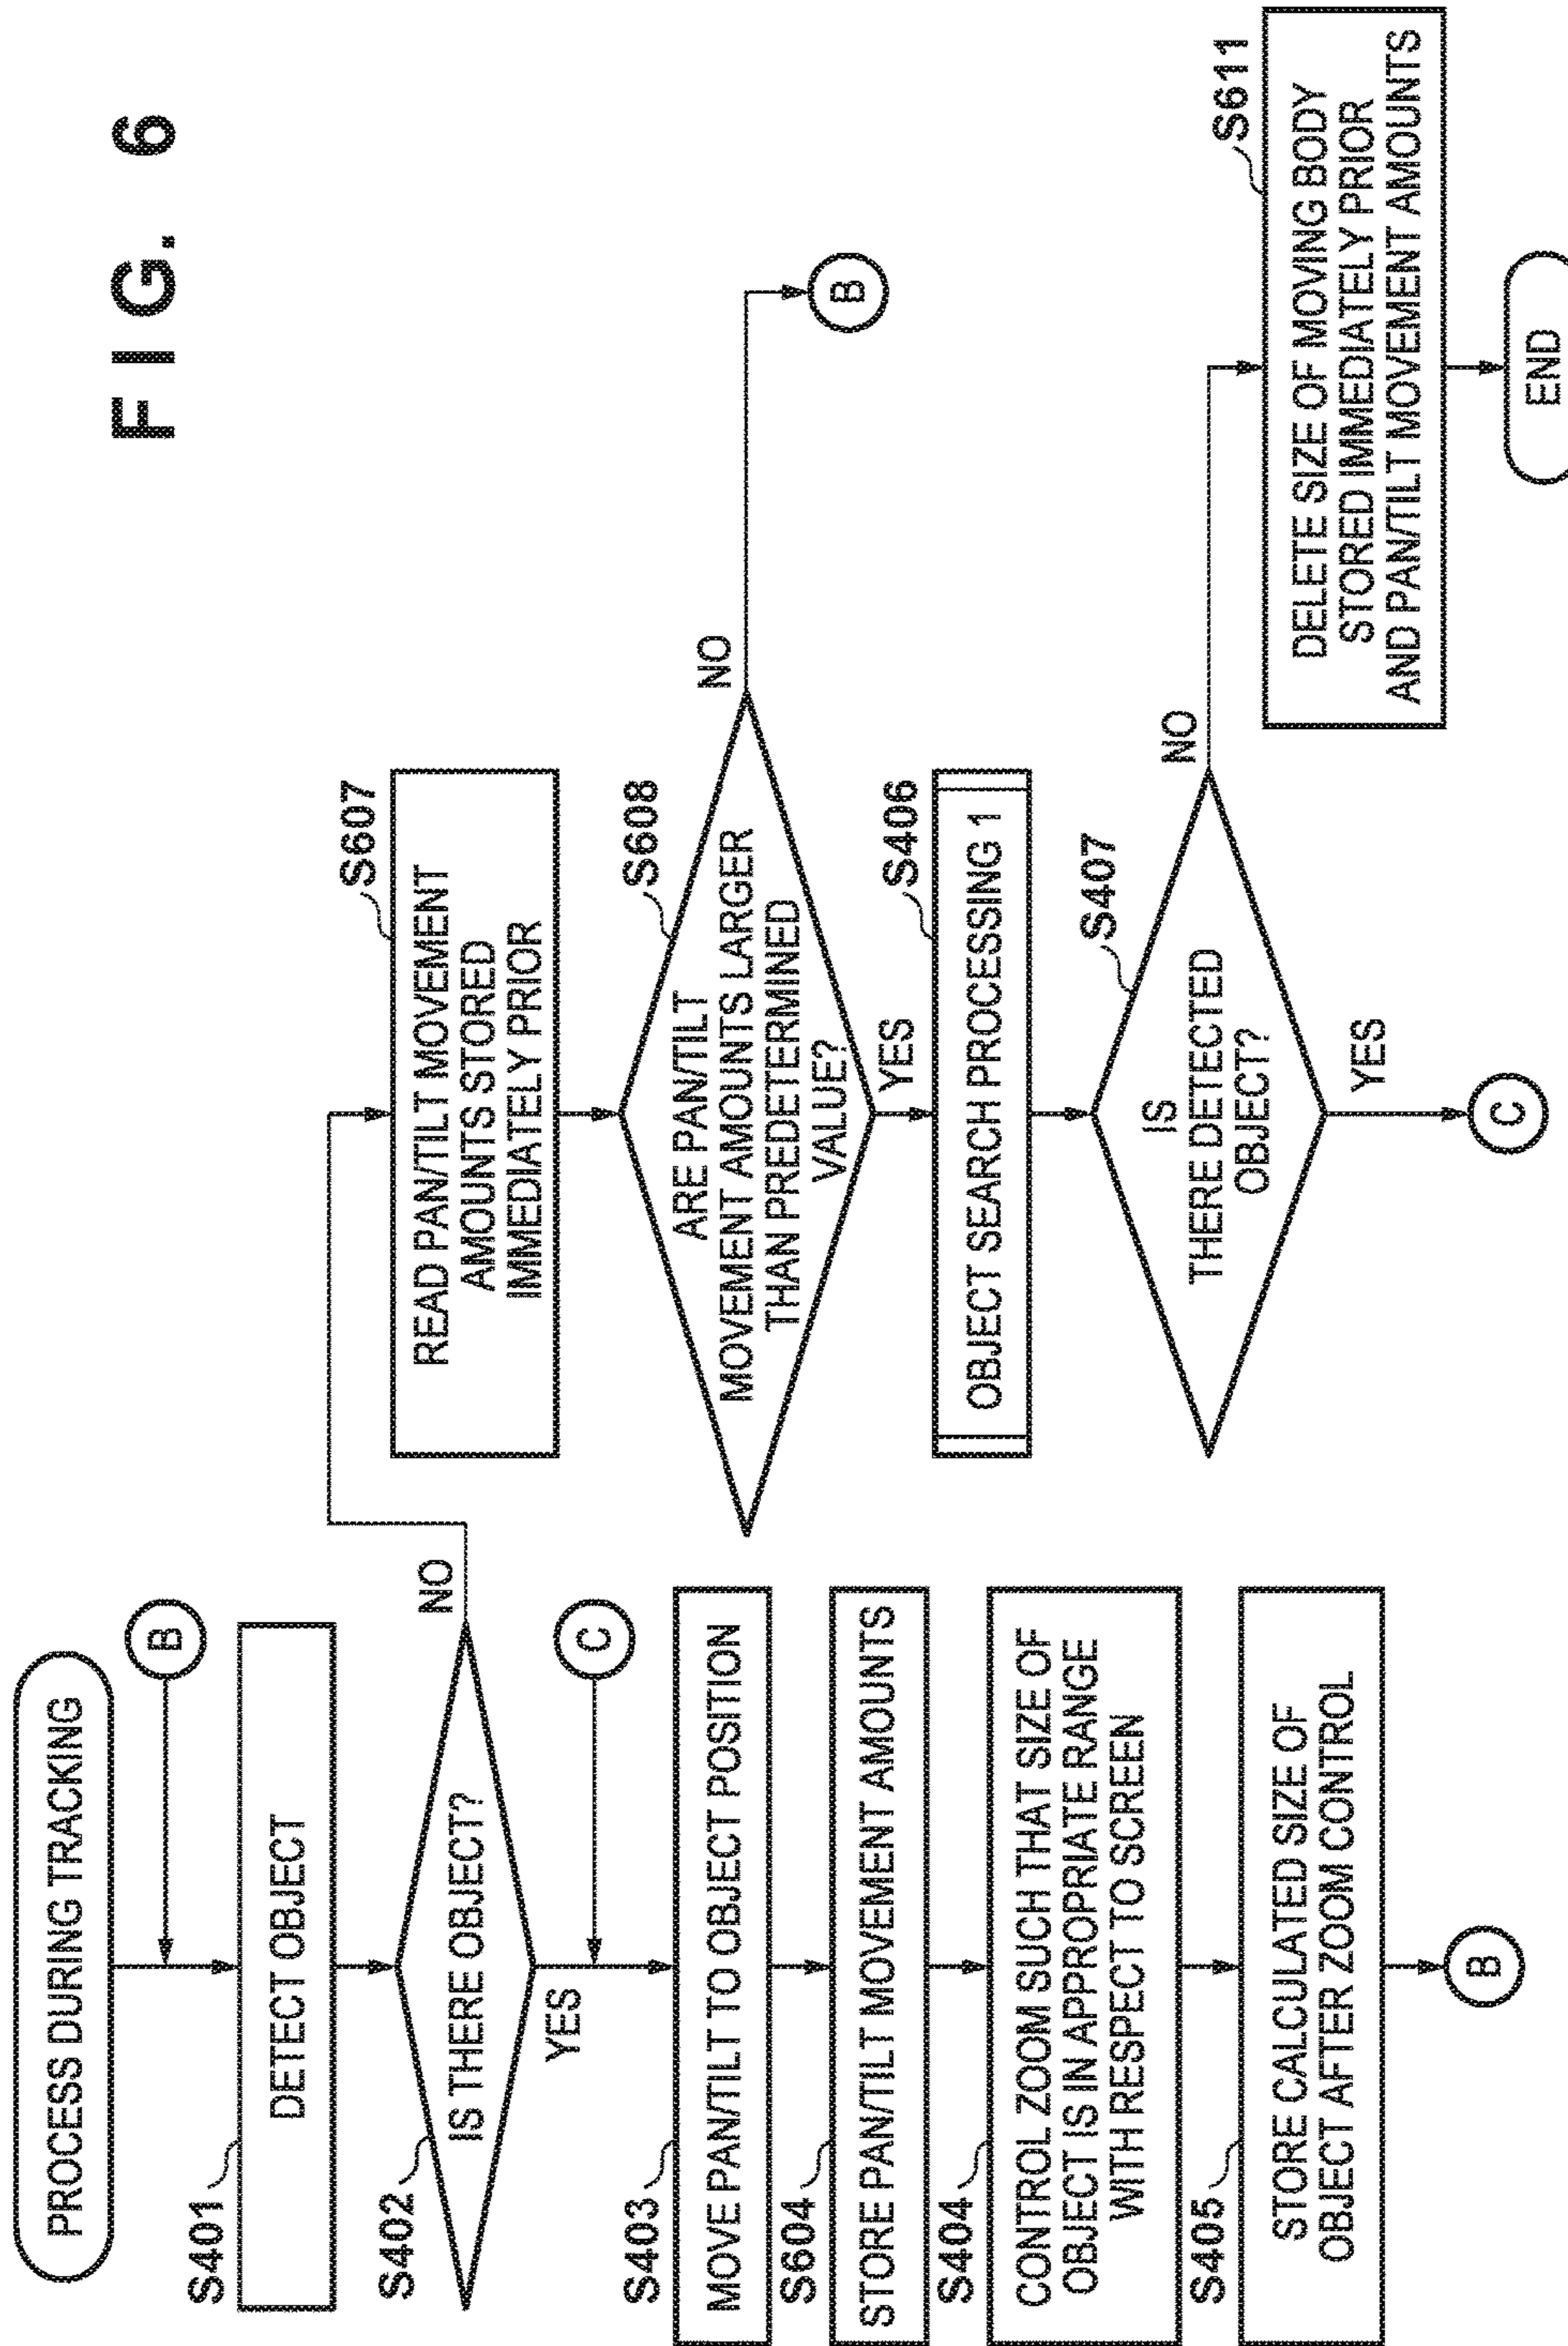 FIG. 6
PROCESS DURING TRACKING
B
S401
DETECT OBJECT
S402
IS THERE OBJECT?
NO
YES
C
S403
MOVE PAN/TILT TO OBJECT POSITION
S604
STORE PAN/TILT MOVEMENT AMOUNTS
S404
CONTROL ZOOM SUCH THAT SIZE OF
OBJECT IS IN APPROPRIATE RANGE
WITH RESPECT TO SCREEN
S405
STORE CALCULATED SIZE OF
OBJECT AFTER ZOOM CONTROL
B
S607
READ PAN/TILT MOVEMENT
AMOUNTS STORED
IMMEDIATELY PRIOR
S608
ARE PAN/TILT
MOVEMENT AMOUNTS LARGER
THAN PREDETERMINED
VALUE?
NO
B
YES
S406
OBJECT SEARCH PROCESSING 1
S407
IS
THERE DETECTED
OBJECT?
NO
YES
C
S611
DELETE SIZE OF MOVING BODY
STORED IMMEDIATELY PRIOR
AND PAN/TILT MOVEMENT AMOUNTS
END